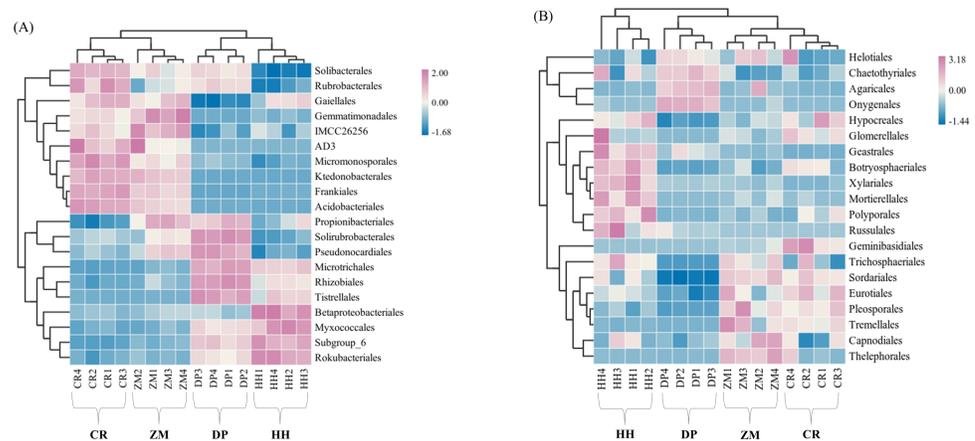 (A)
Solibacterales
Rubrobacterales
Gaiellales
Gemmatimonadales
IMCC26256
AD3
Micromonosporales
Ktedonobacterales
Frankiales
Acidobacteriales
Propionibacteriales
Solirubrobacterales
Pseudonocardiales
Microtrichales
Rhizobiales
Tistrellales
Betaproteobacteriales
Myxococcales
Subgroup_6
Rokubacteriales
2.00
0.00
-1.68
CR4 CR2 CR1 CR3 ZM2 ZM1 ZM3 ZM4 DP3 DP4 DP1 DP2 HH1 HH4 HH2 HH3
CR ZM DP HH
(B)
Helotiales
Chaetothyriales
Agaricales
Onygenales
Hypocreales
Glomerellales
Geastrales
Botryosphaeriales
Xylariales
Mortierellales
Polyporales
Russulales
Geminibasidiales
Trichosphaeriales
Sordariales
Eurotiales
Pleosporales
Tremellales
Capnodiales
Thelephorales
3.18
0.00
-1.44
HH4 HH3 HH1 HH2 DP4 DP2 DP1 DP3 ZM1 ZM3 ZM2 ZM4 CR4 CR2 CR1 CR3
HH DP ZM CR